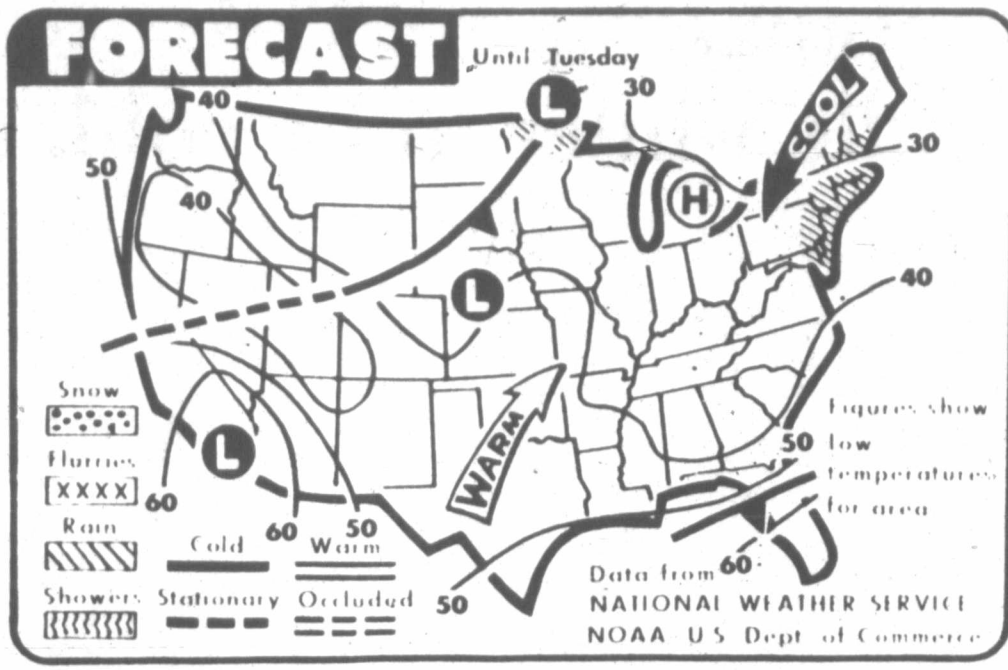 FORECAST
Until Tuesday
L
30
COOL
40
50
30
40
H
L
40
Snow
Figures show
WARM
50
low
L
Flurries
temperatures
XXXX
60
Rain
60
50
for area
Cold
Warm
60
Data from
Showers
Stationary
Occluded
50
NATIONAL WEATHER SERVICE
NOAA U S Dept of Commerce